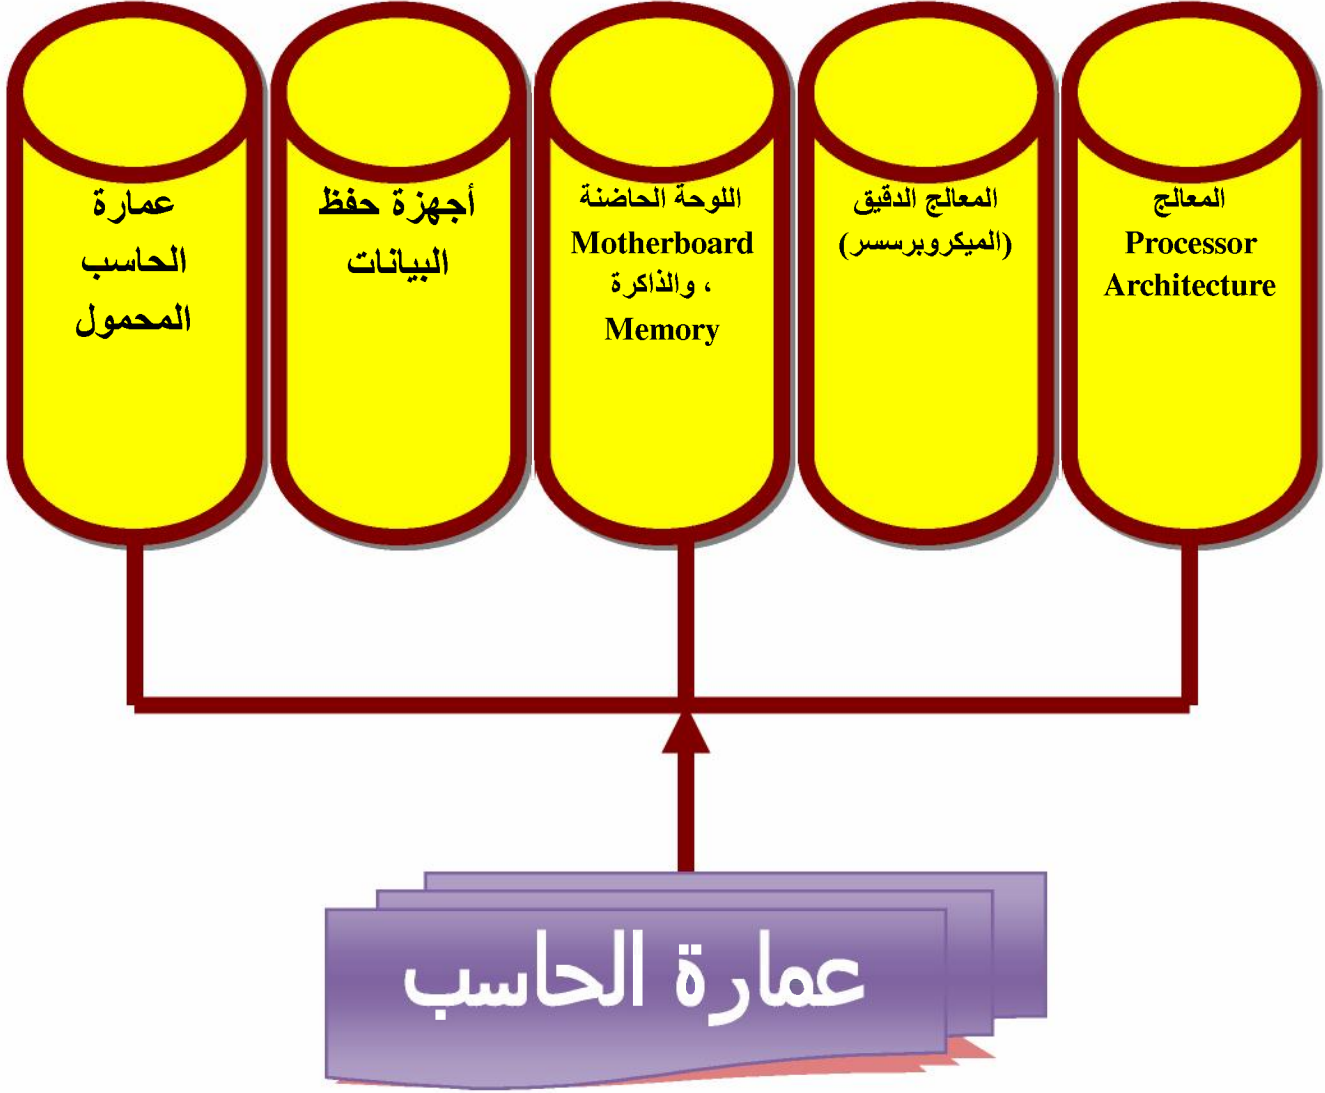 المعالج
Processor
Architecture
المعالج الدقيق
(الميكروبرسسر)
اللوحة الحاضنة
Motherboard
، والذاكرة
Memory
أجهزة حفظ
البيانات
عمارة
الحاسب
المحمول
عمارة الحاسب